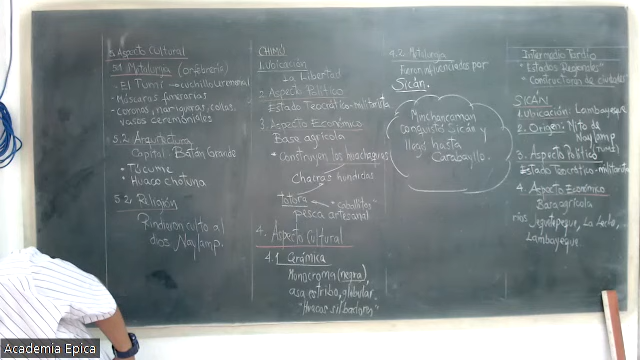 Intermedio Tardío
"Estados Regionales"
"Constructores de ciudades"
SICÁN
1. Ubicación: Lambayeque
2. Origen: Mito de
Naylamp
3. Aspecto Político
Estado Teocrático-militarista
4. Aspecto Económico
Base agrícola
ríos Jequetepeque, La Leche,
Lambayeque
5. Aspecto Cultural
5.1 Metalurgia (orfebrería)
- El Tumi → cuchillo ceremonial
- Máscaras funerarias
- coronas, narigueras,
vasos ceremoniales
5.2. Arquitectura
Capital: Batán Grande
• Túcume
• Huaca chotuna
5.2. Religión
Rindieron culto al
dios Naylamp.
CHIMÚ
1. Ubicación
La Libertad
2. Aspecto Político
Estado Teocrático-militarista
3. Aspecto Económico
Base agrícola
* Construyen los huachaques
Chacras hundidas
totora → "caballitos"
pesca artesanal
4. Aspecto Cultural
4.1 Cerámica
Monocroma (negra),
asa estribo, globular.
"Huacos silbadores"
4.2. Metalurgia
Fueron influenciados por
Sicán.
Minchancaman
conquistó Sicán y
llegó hasta
Carabayllo.
Academia Epica